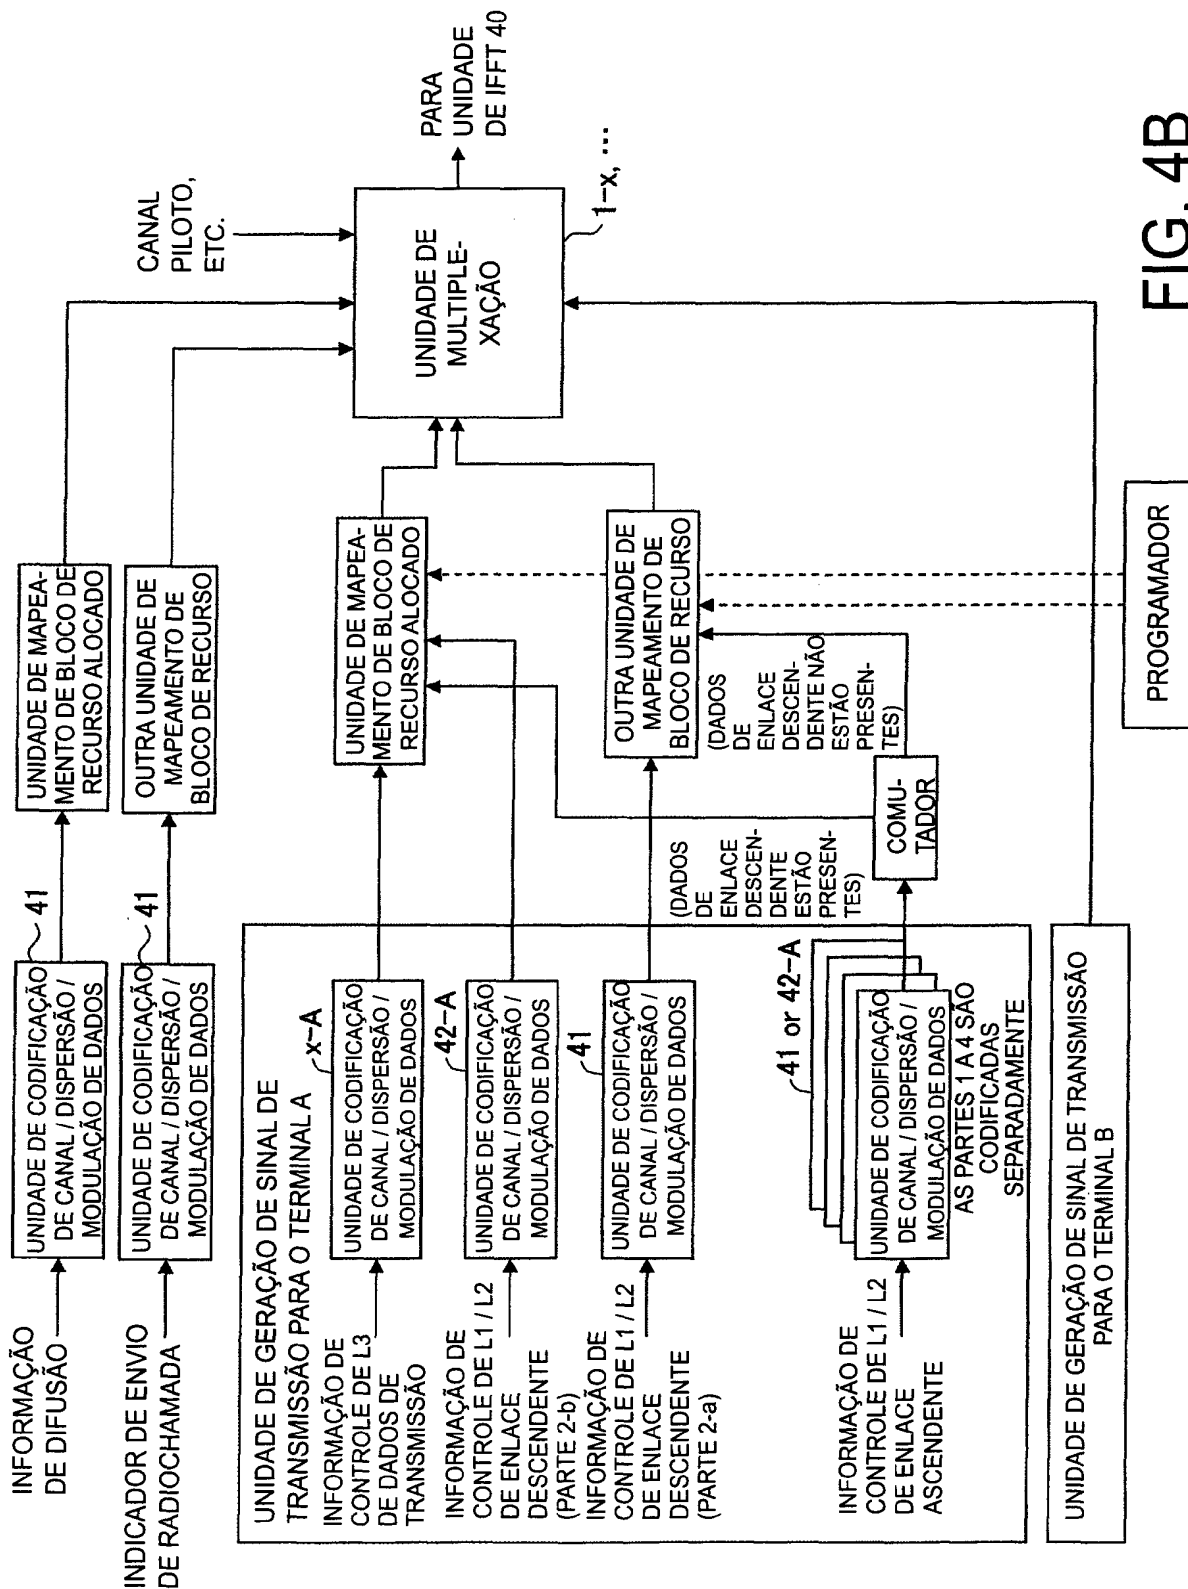 INFORMAÇÃO
DE DIFUSÃO
UNIDADE DE CODIFICAÇÃO
DE CANAL / DISPERSÃO /
MODULAÇÃO DE DADOS
41
UNIDADE DE MAPEA-
MENTO DE BLOCO DE
RECURSO ALOCADO
INDICADOR DE ENVIO
DE RADIOCHAMADA
UNIDADE DE CODIFICAÇÃO
DE CANAL / DISPERSÃO /
MODULAÇÃO DE DADOS
41
OUTRA UNIDADE DE
MAPEAMENTO DE
BLOCO DE RECURSO
CANAL
PILOTO,
ETC.
UNIDADE DE
MULTIPLE-
XAÇÃO
1-x, ...
PARA
UNIDADE
DE IFFT 40
UNIDADE DE GERAÇÃO DE SINAL DE
TRANSMISSÃO PARA O TERMINAL A
INFORMAÇÃO DE
CONTROLE DE L3
DE DADOS DE
TRANSMISSÃO
UNIDADE DE CODIFICAÇÃO
DE CANAL / DISPERSÃO /
MODULAÇÃO DE DADOS
x-A
UNIDADE DE MAPEA-
MENTO DE BLOCO DE
RECURSO ALOCADO
INFORMAÇÃO DE
CONTROLE DE L1 / L2
DE ENLACE
DESCENDENTE
(PARTE 2-b)
UNIDADE DE CODIFICAÇÃO
DE CANAL / DISPERSÃO /
MODULAÇÃO DE DADOS
42-A
INFORMAÇÃO DE
CONTROLE DE L1 / L2
DE ENLACE
DESCENDENTE
(PARTE 2-a)
UNIDADE DE CODIFICAÇÃO
DE CANAL / DISPERSÃO /
MODULAÇÃO DE DADOS
41
OUTRA UNIDADE DE
MAPEAMENTO DE
BLOCO DE RECURSO
(DADOS
DE
ENLACE
DESCEN-
DENTE
ESTÃO
PRESEN-
TES)
(DADOS
DE
ENLACE
DESCEN-
DENTE NÃO
ESTÃO
PRESEN-
TES)
INFORMAÇÃO DE
CONTROLE DE L1 / L2
DE ENLACE
ASCENDENTE
41 or 42-A
UNIDADE DE CODIFICAÇÃO
DE CANAL / DISPERSÃO /
MODULAÇÃO DE DADOS
AS PARTES 1 A 4 SÃO
CODIFICADAS
SEPARADAMENTE
COMU-
TADOR
UNIDADE DE GERAÇÃO DE SINAL DE TRANSMISSÃO
PARA O TERMINAL B
PROGRAMADOR
FIG. 4B